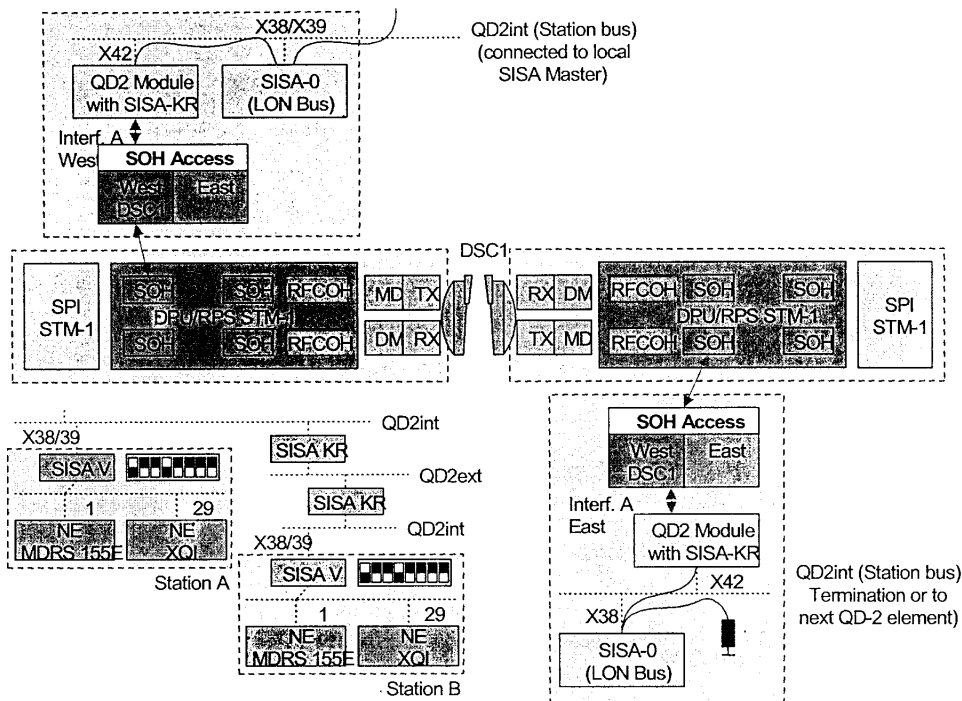 X38/X39
QD2int (Station bus)
(connected to local
SISA Master)
X42
QD2 Module
with SISA-KR
SISA-0
(LON Bus)
Interf. A
West
SOH Access
West
DSC1
East
DSC1
SPI
STM-1
SOH
SOH
RFCOH
DPU/RPS STM-1
SOH
SOH
RFCOH
MD
TX
DM
RX
RX
DM
TX
MD
RFCOH
SOH
SOH
DPU/RPS STM-1
RFCOH
SOH
SOH
SPI
STM-1
QD2int
X38/39
SISA V
SISA KR
QD2ext
SISA KR
1
29
NE
MDRS 155E
NE
XQI
Station A
QD2int
X38/39
SISA V
1
29
NE
MDRS 155E
NE
XQI
Station B
SOH Access
West
DSC1
East
Interf. A
East
QD2 Module
with SISA-KR
X42
X38
SISA-0
(LON Bus)
QD2int (Station bus)
Termination or to
next QD-2 element)